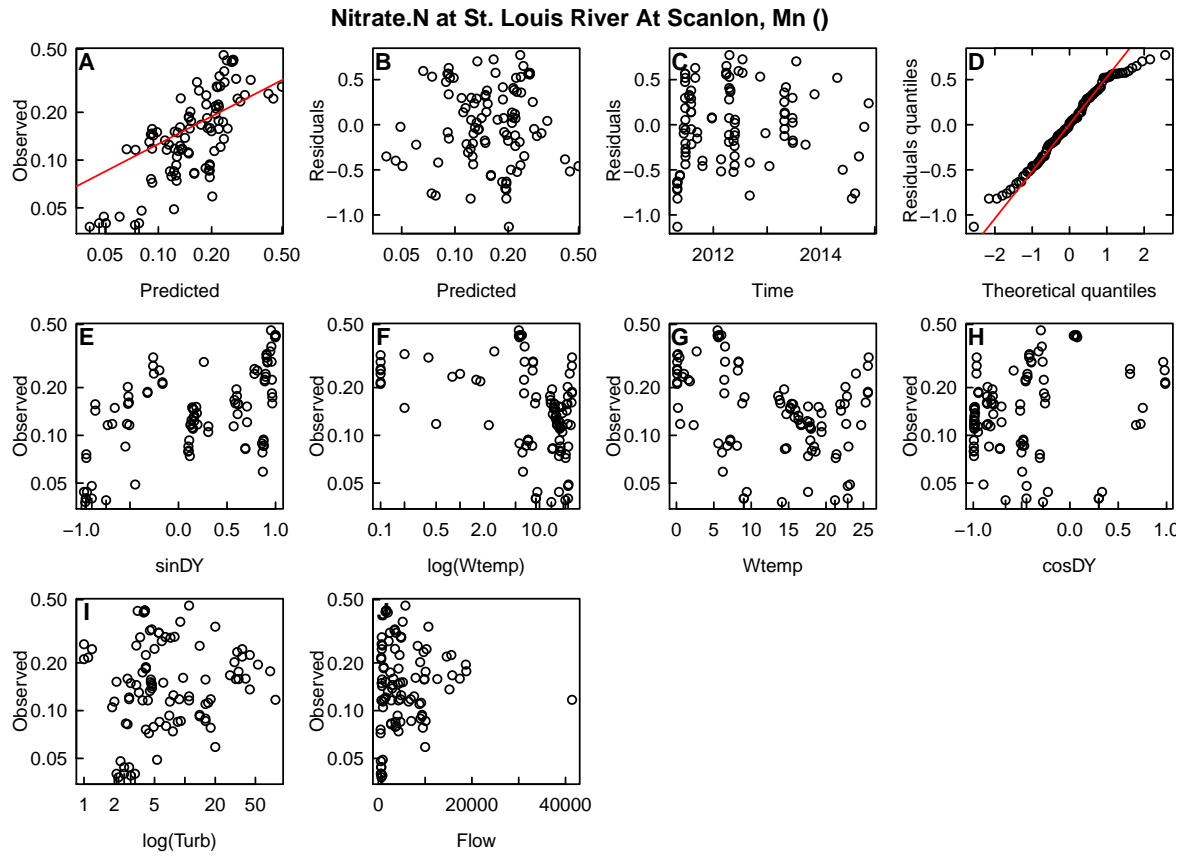 Nitrate.N at St. Louis River At Scanlon, Mn ()
A
Observed
0.50
0.20
0.10
0.05
0.05 0.10 0.20 0.50
Predicted
B
Residuals
0.5
0.0
−0.5
−1.0
0.05 0.10 0.20 0.50
Predicted
C
Residuals
0.5
0.0
−0.5
−1.0
2012 2014
Time
D
Residuals quantiles
0.5
0.0
−0.5
−1.0
−2 −1 0 1 2
Theoretical quantiles
E
Observed
0.50
0.20
0.10
0.05
−1.0 0.0 0.5 1.0
sinDY
F
Observed
0.50
0.20
0.10
0.05
0.1 0.5 2.0 10.0
log(Wtemp)
G
Observed
0.50
0.20
0.10
0.05
0 5 10 15 20 25
Wtemp
H
Observed
0.50
0.20
0.10
0.05
−1.0 0.0 0.5 1.0
cosDY
I
Observed
0.50
0.20
0.10
0.05
1 2 5 20 50
log(Turb)
J
Observed
0.50
0.20
0.10
0.05
0 20000 40000
Flow